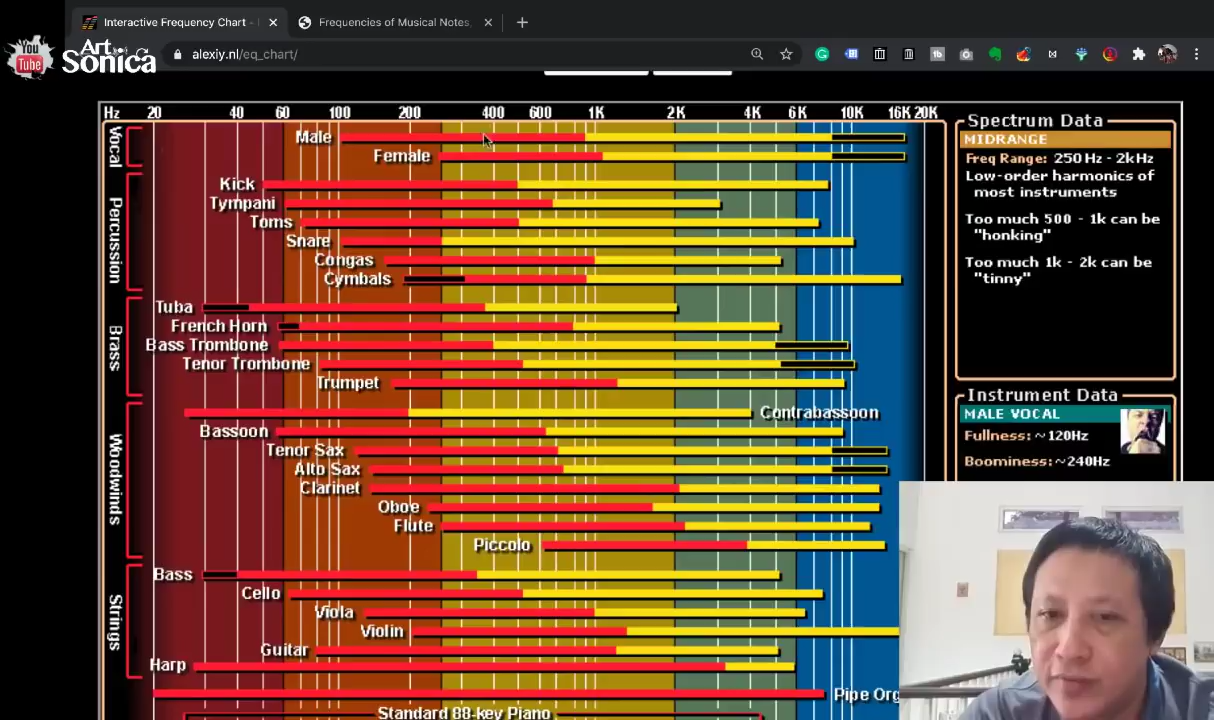 Interactive Frequency Chart -
Frequencies of Musical Notes,
You
Tube
Art
Sonica
alexiy.nl/eq_chart/
Hz 20 40 60 100 200 400 600 1K 2K 4K 6K 10K 16K 20K
Vocal
Male
Female
Percussion
Kick
Tympani
Toms
Snare
Congas
Cymbals
Brass
Tuba
French Horn
Bass Trombone
Tenor Trombone
Trumpet
Woodwinds
Contrabassoon
Bassoon
Tenor Sax
Alto Sax
Clarinet
Oboe
Flute
Piccolo
Strings
Bass
Cello
Viola
Violin
Guitar
Harp
Pipe Org
Standard 88-key Piano
Spectrum Data
MIDRANGE
Freq Range: 250 Hz - 2kHz
Low-order harmonics of
most instruments
Too much 500 - 1k can be
"honking"
Too much 1k - 2k can be
"tinny"
Instrument Data
MALE VOCAL
Fullness: ~120Hz
Boominess: ~240Hz